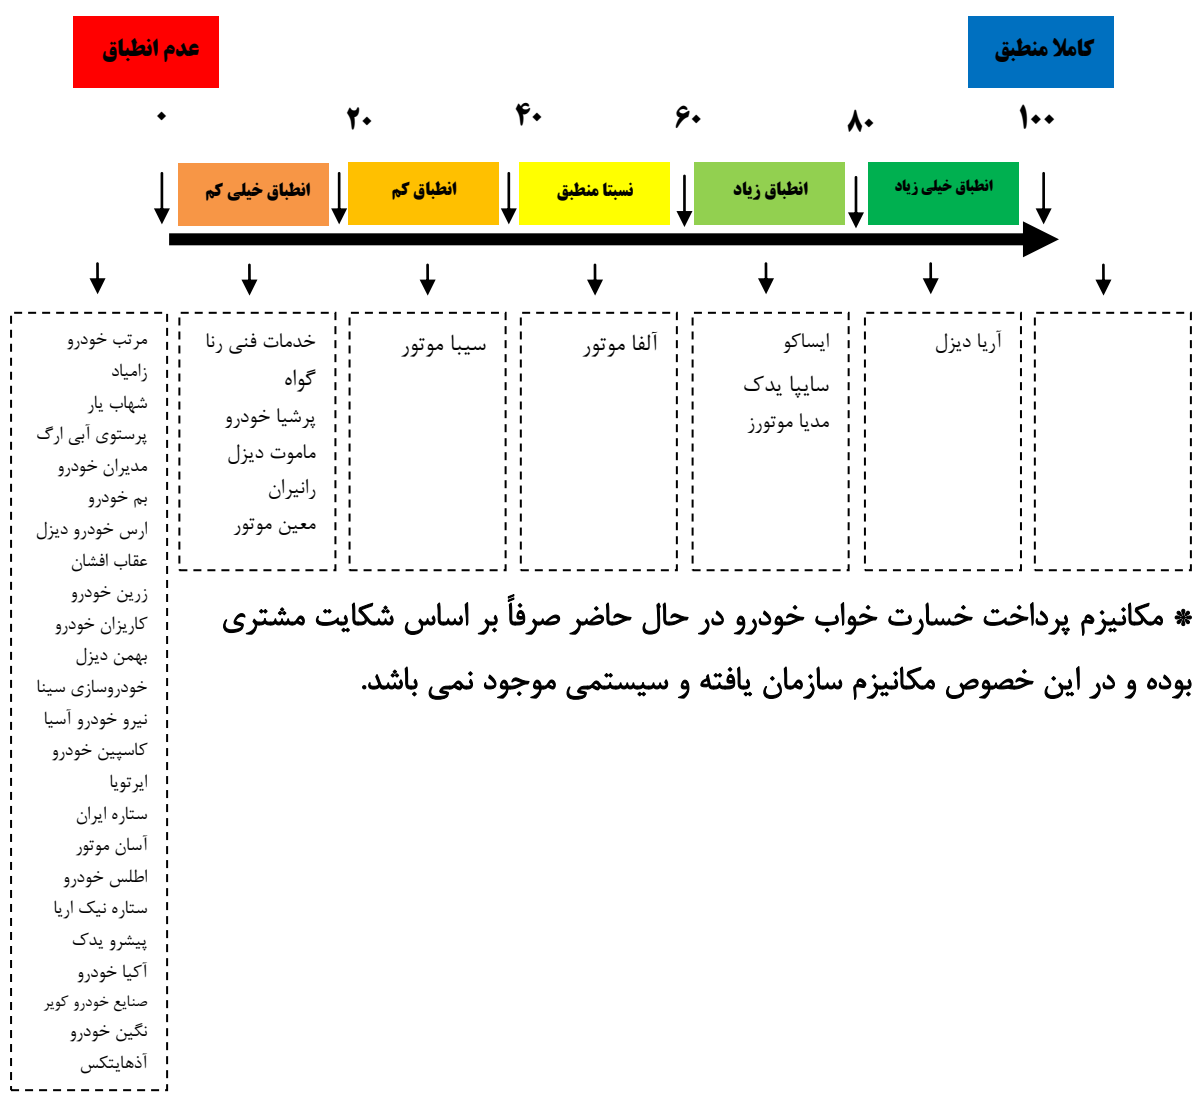 کاملا منطبق
عدم انطباق
۰
۲۰
۴۰
۶۰
۸۰
۱۰۰
انطباق خیلی کم
انطباق کم
نسبتا منطبق
انطباق زیاد
انطباق خیلی زیاد
آریا دیزل
ایساکو
سایپا یدک
مدیا موتورز
آلفا موتور
سیبا موتور
خدمات فنی رنا
گواه
پرشیا خودرو
ماموت دیزل
رانیران
معین موتور
مرتب خودرو
زامیاد
شهاب یار
پرستوی آبی ارگ
مدیران خودرو
بم خودرو
ارس خودرو دیزل
عقاب افشان
زرین خودرو
کاریزان خودرو
بهمن دیزل
خودروسازی سینا
نیرو خودرو آسیا
کاسپین خودرو
ایرتویا
ستاره ایران
آسان موتور
اطلس خودرو
ستاره نیک اریا
پیشرو یدک
آکیا خودرو
صنایع خودرو کویر
نگین خودرو
آذهایتکس
* مکانیزم پرداخت خسارت خواب خودرو در حال حاضر صرفاً بر اساس شکایت مشتری
بوده و در این خصوص مکانیزم سازمان یافته و سیستمی موجود نمی باشد.